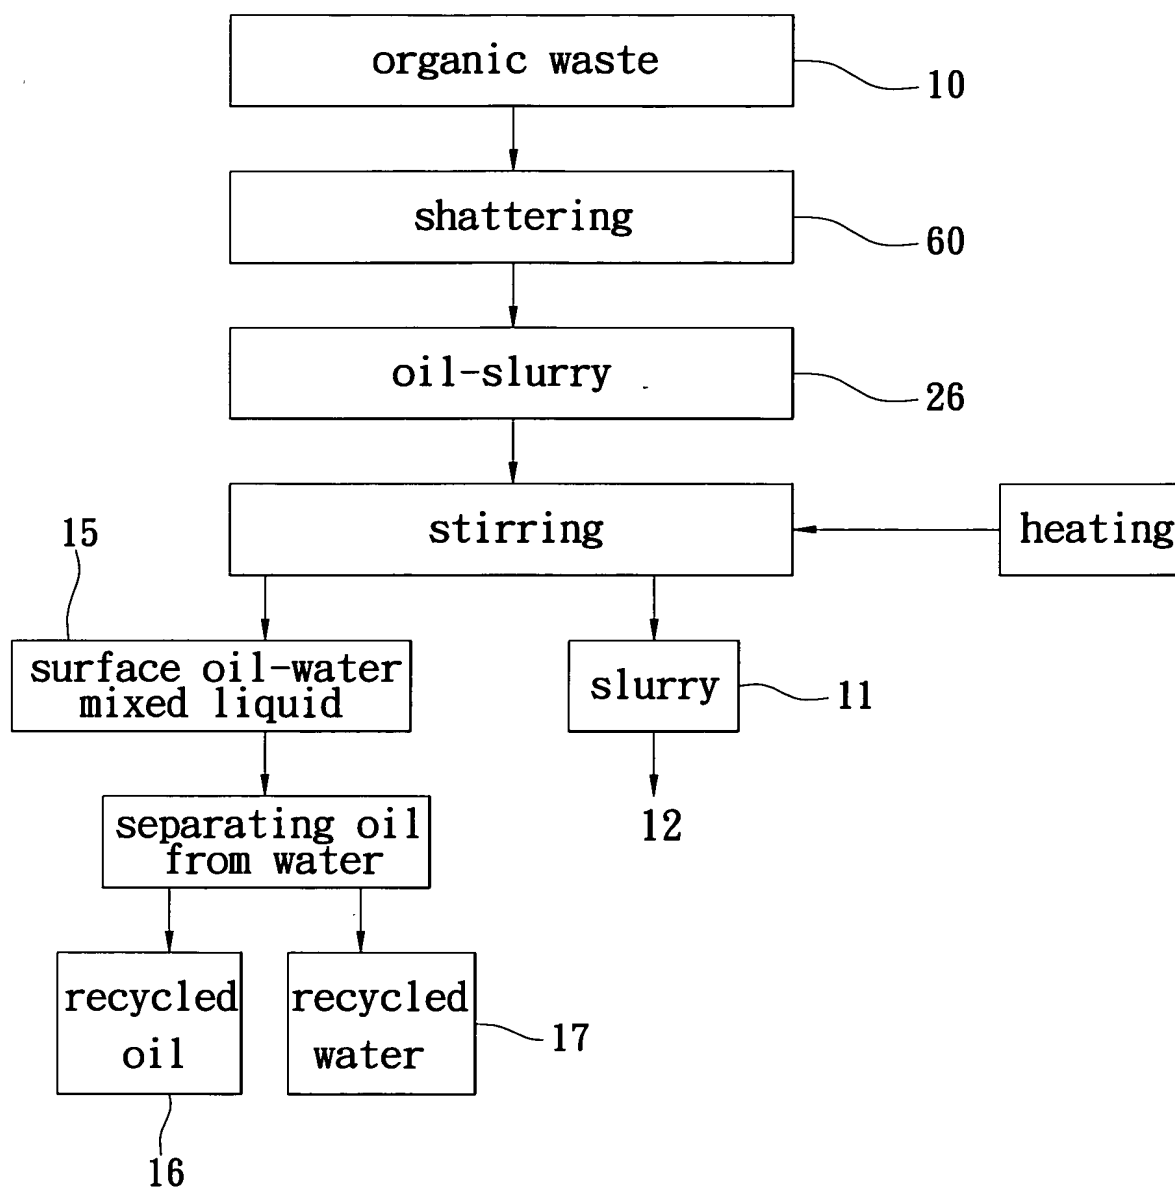 organic waste
10
shattering
60
oil-slurry
26
stirring
heating
15
surface oil-water
mixed liquid
slurry
11
separating oil
from water
12
recycled
oil
recycled
water
17
16